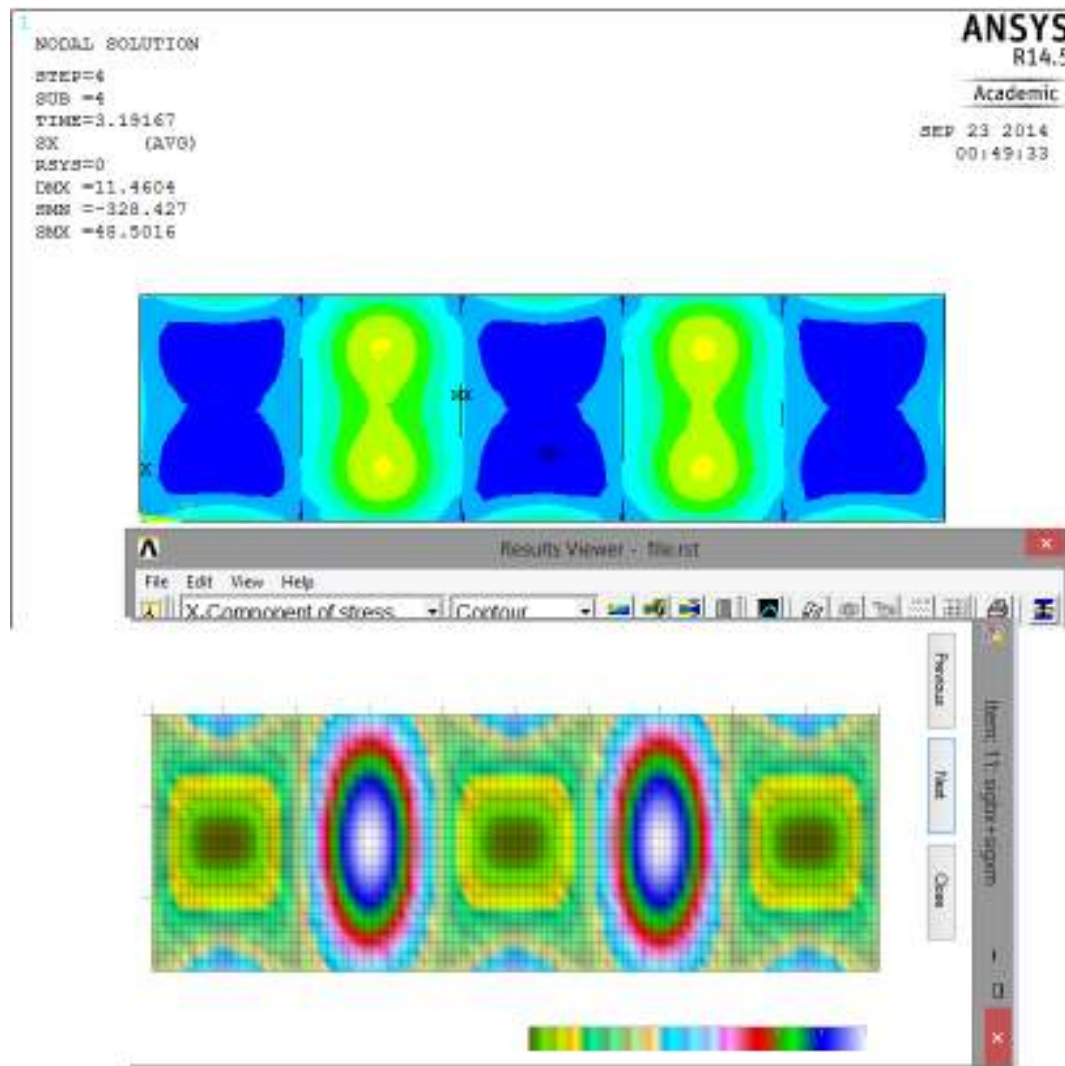 1
NODAL SOLUTION
STEP=4
SUB =4
TIME=3.19167
SX (AVG)
RSYS=0
DMX =11.4604
SMN =-328.427
SMX =48.5016
ANSYS
R14.5
Academic
SEP 23 2014
00:49:33
X
X
Results Viewer - file.rst
File Edit View Help
X-Component of stress Contour
Previous
Next
Close
Item: 11: sigbx+sigxm